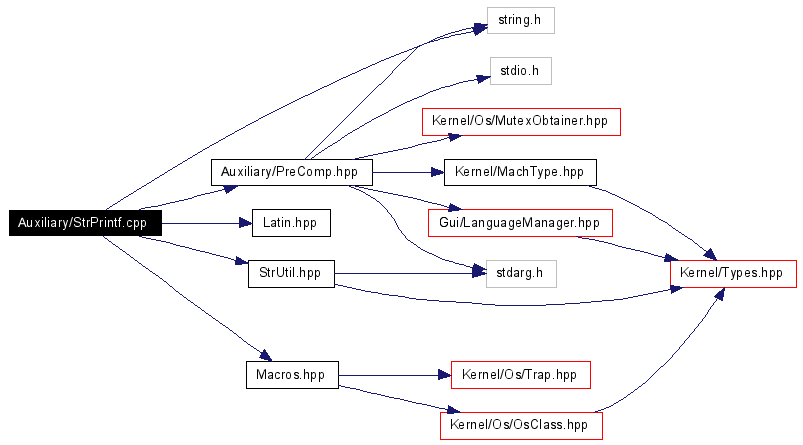 string.h
stdio.h
Kernel/Os/MutexObtainer.hpp
Auxiliary/PreComp.hpp
Kernel/MachType.hpp
Auxiliary/StrPrintf.cpp
Latin.hpp
Gui/LanguageManager.hpp
StrUtil.hpp
stdarg.h
Kernel/Types.hpp
Macros.hpp
Kernel/Os/Trap.hpp
Kernel/Os/OsClass.hpp